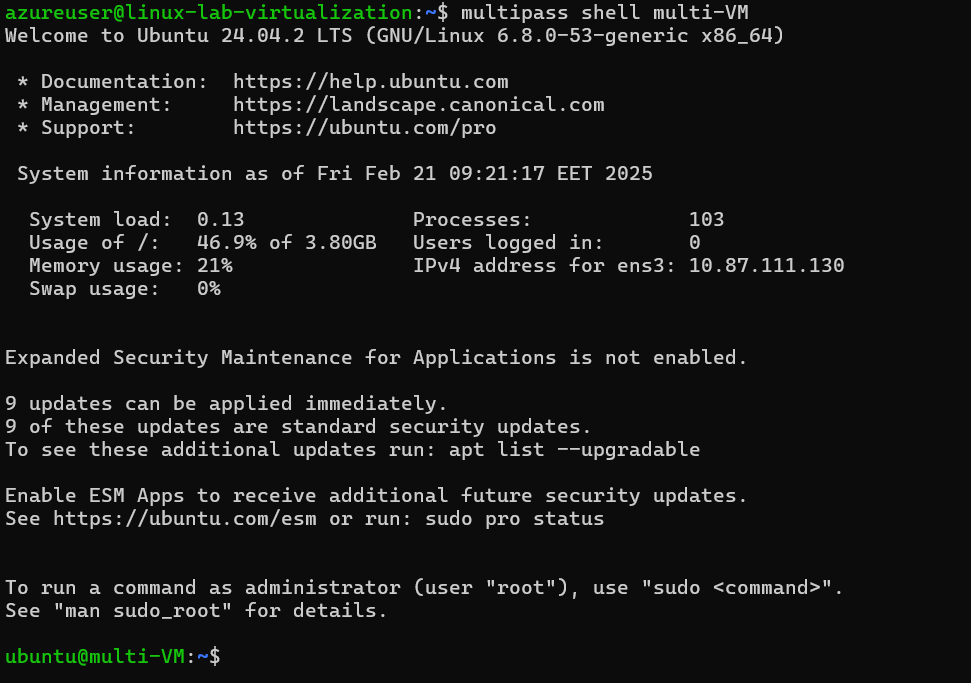 azureuser@linux-lab-virtualization:~$ multipass shell multi-VM
Welcome to Ubuntu 24.04.2 LTS (GNU/Linux 6.8.0-53-generic x86_64)
* Documentation:  https://help.ubuntu.com
* Management:     https://landscape.canonical.com
* Support:        https://ubuntu.com/pro
System information as of Fri Feb 21 09:21:17 EET 2025
System load:  0.13              Processes:             103
Usage of /:   46.9% of 3.80GB   Users logged in:       0
Memory usage: 21%               IPv4 address for ens3: 10.87.111.130
Swap usage:   0%
Expanded Security Maintenance for Applications is not enabled.
9 updates can be applied immediately.
9 of these updates are standard security updates.
To see these additional updates run: apt list --upgradable
Enable ESM Apps to receive additional future security updates.
See https://ubuntu.com/esm or run: sudo pro status
To run a command as administrator (user "root"), use "sudo <command>".
See "man sudo_root" for details.
ubuntu@multi-VM:~$